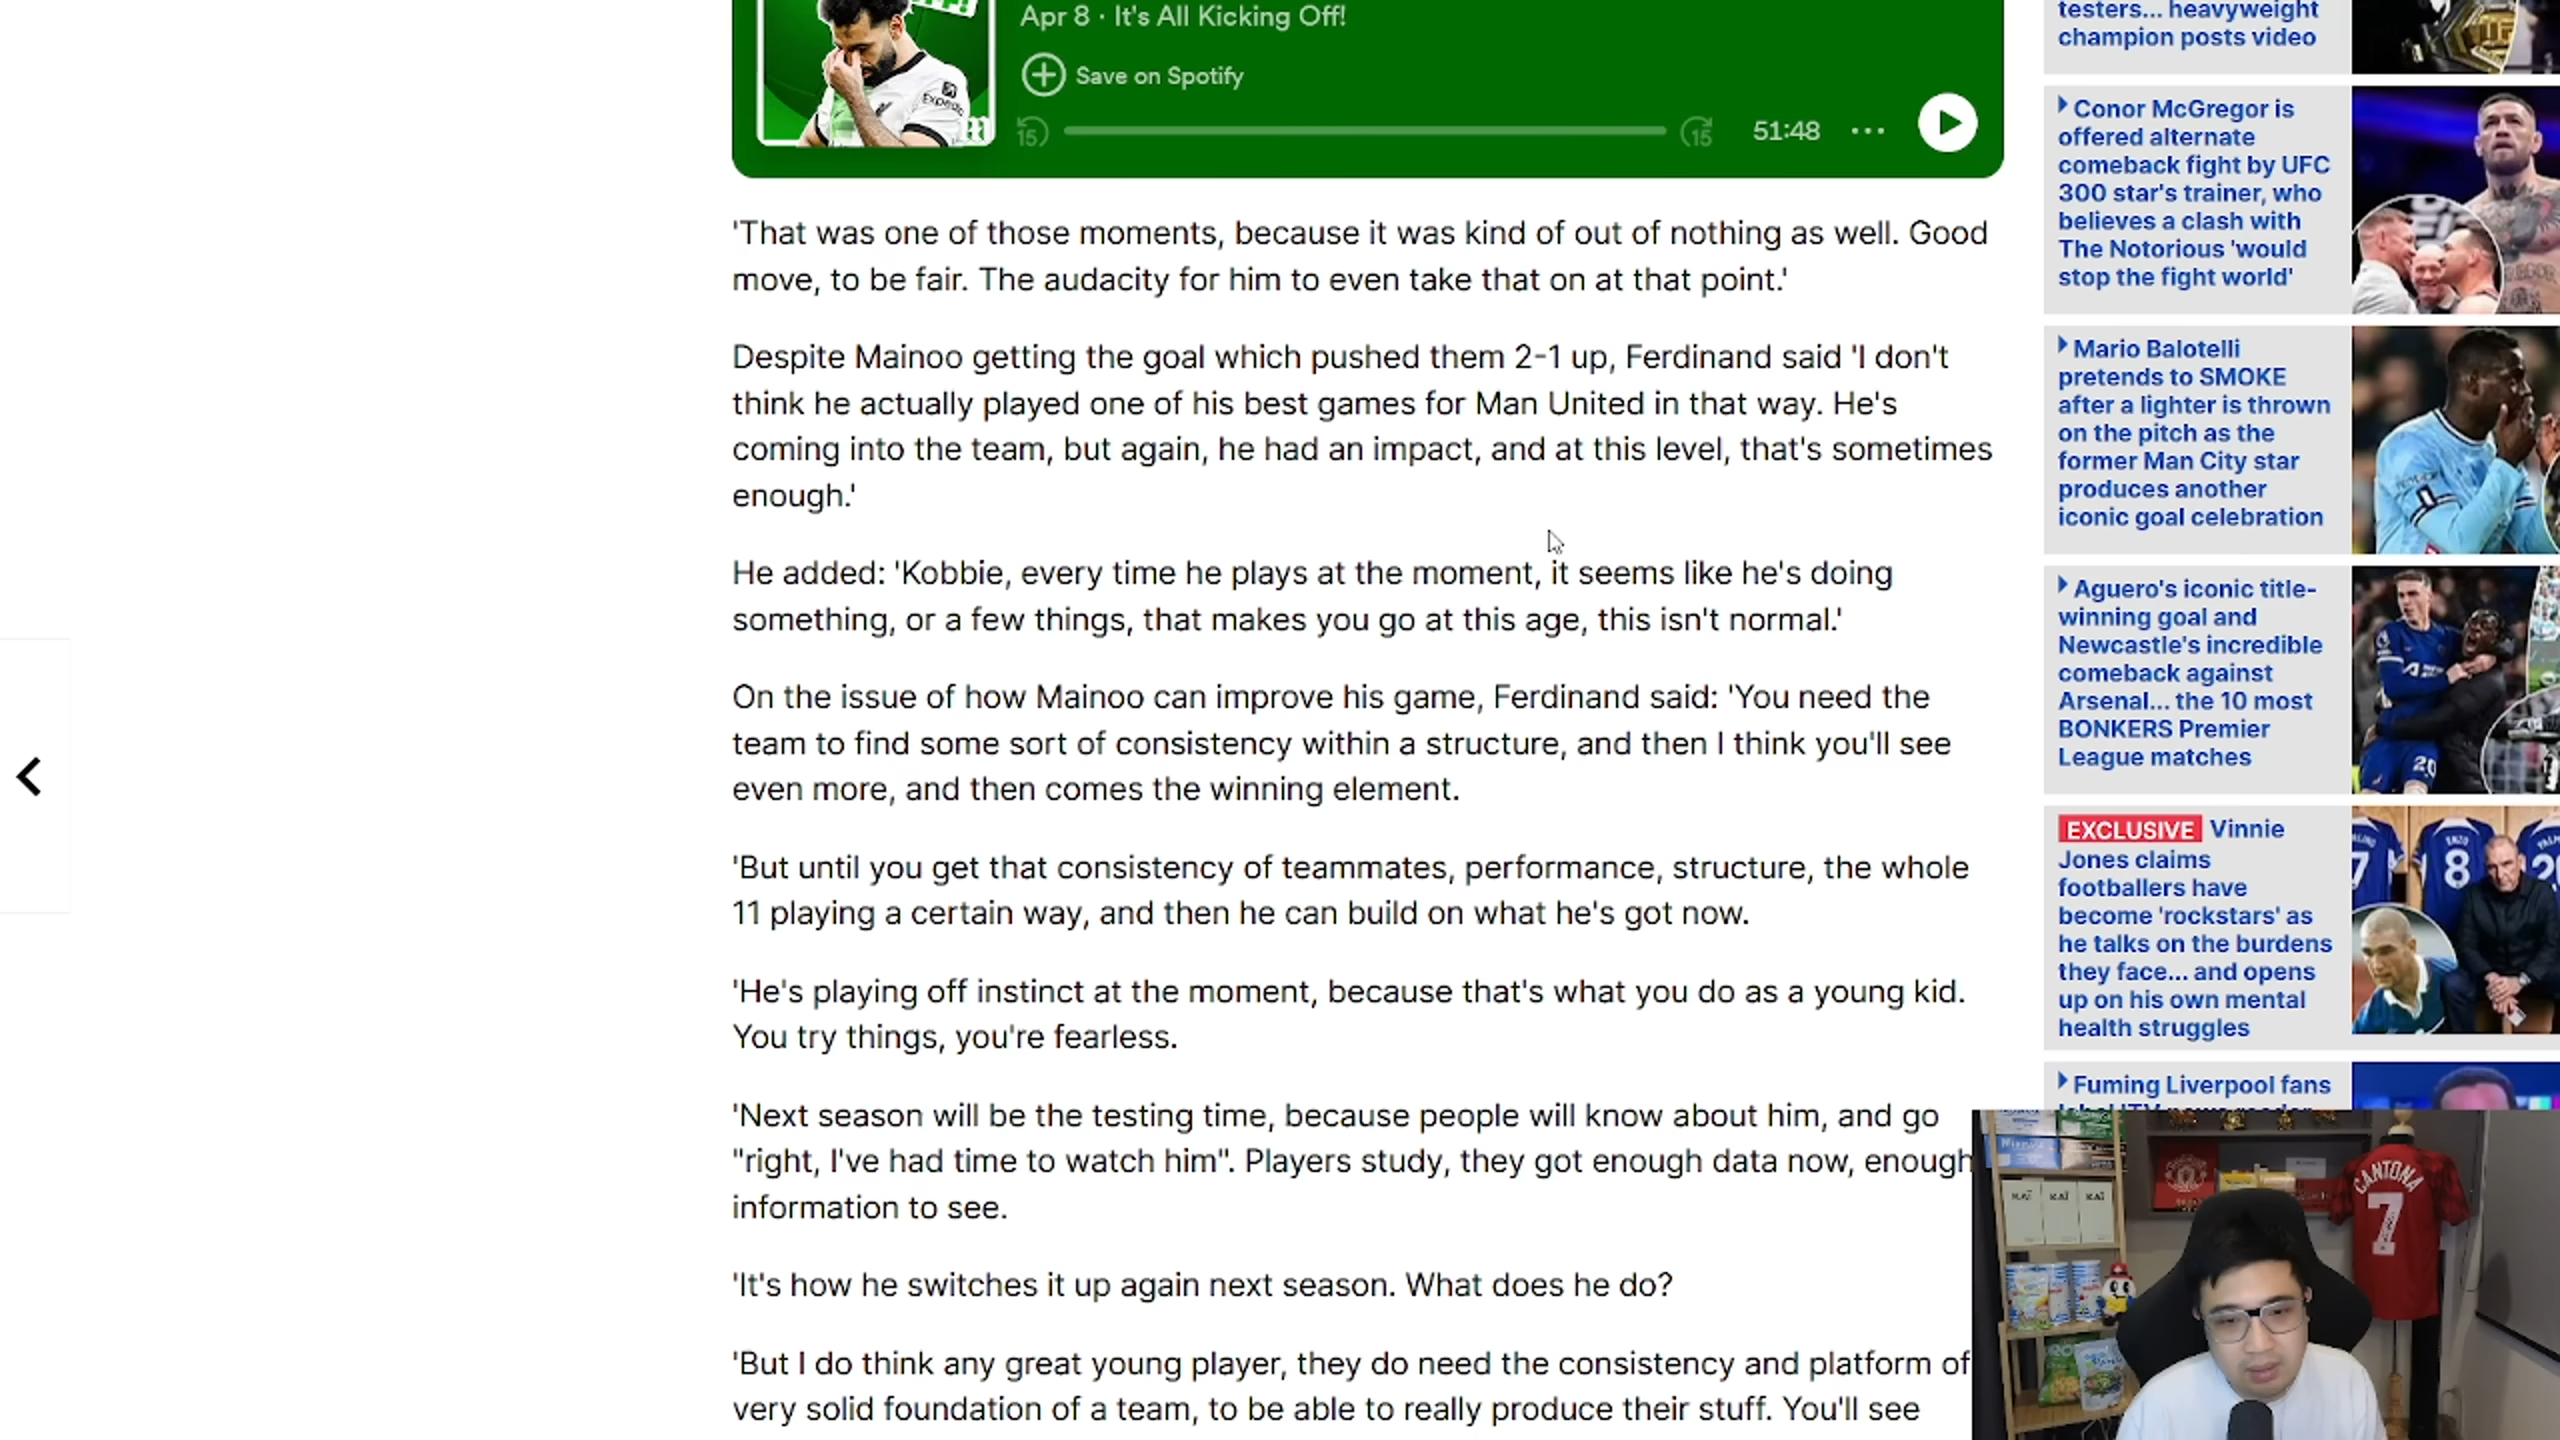 Apr 8 · It's All Kicking Off!
Save on Spotify
15
15
51:48
'That was one of those moments, because it was kind of out of nothing as well. Good
move, to be fair. The audacity for him to even take that on at that point.'
Despite Mainoo getting the goal which pushed them 2-1 up, Ferdinand said 'I don't
think he actually played one of his best games for Man United in that way. He's
coming into the team, but again, he had an impact, and at this level, that's sometimes
enough.'
He added: 'Kobbie, every time he plays at the moment, it seems like he's doing
something, or a few things, that makes you go at this age, this isn't normal.'
On the issue of how Mainoo can improve his game, Ferdinand said: 'You need the
team to find some sort of consistency within a structure, and then I think you'll see
even more, and then comes the winning element.
'But until you get that consistency of teammates, performance, structure, the whole
11 playing a certain way, and then he can build on what he's got now.
'He's playing off instinct at the moment, because that's what you do as a young kid.
You try things, you're fearless.
'Next season will be the testing time, because people will know about him, and go
"right, I've had time to watch him". Players study, they got enough data now, enough
information to see.
'It's how he switches it up again next season. What does he do?
'But I do think any great young player, they do need the consistency and platform of
very solid foundation of a team, to be able to really produce their stuff. You'll see
testers... heavyweight
champion posts video
Conor McGregor is
offered alternate
comeback fight by UFC
300 star's trainer, who
believes a clash with
The Notorious 'would
stop the fight world'
Mario Balotelli
pretends to SMOKE
after a lighter is thrown
on the pitch as the
former Man City star
produces another
iconic goal celebration
Aguero's iconic title-
winning goal and
Newcastle's incredible
comeback against
Arsenal... the 10 most
BONKERS Premier
League matches
20
EXCLUSIVE Vinnie
Jones claims
footballers have
become 'rockstars' as
he talks on the burdens
they face... and opens
up on his own mental
health struggles
7
8
Fuming Liverpool fans
KAI KAI KAI
CANTONA
7